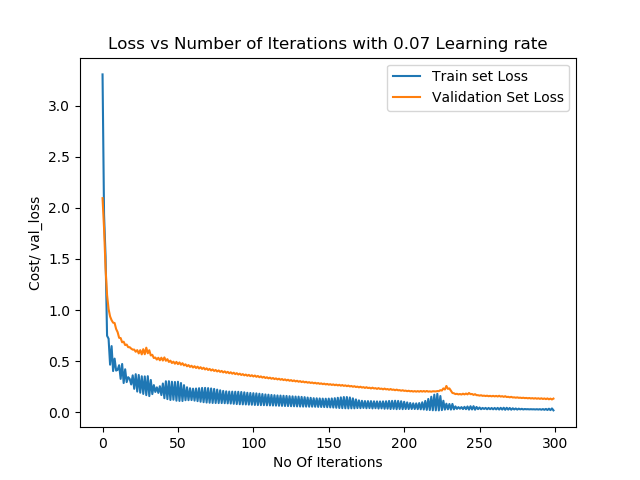 Loss vs Number of Iterations with 0.07 Learning rate
Train set Loss
Validation Set Loss
Cost/ val_loss
3.0
2.5
2.0
1.5
1.0
0.5
0.0
0 50 100 150 200 250 300
No Of Iterations